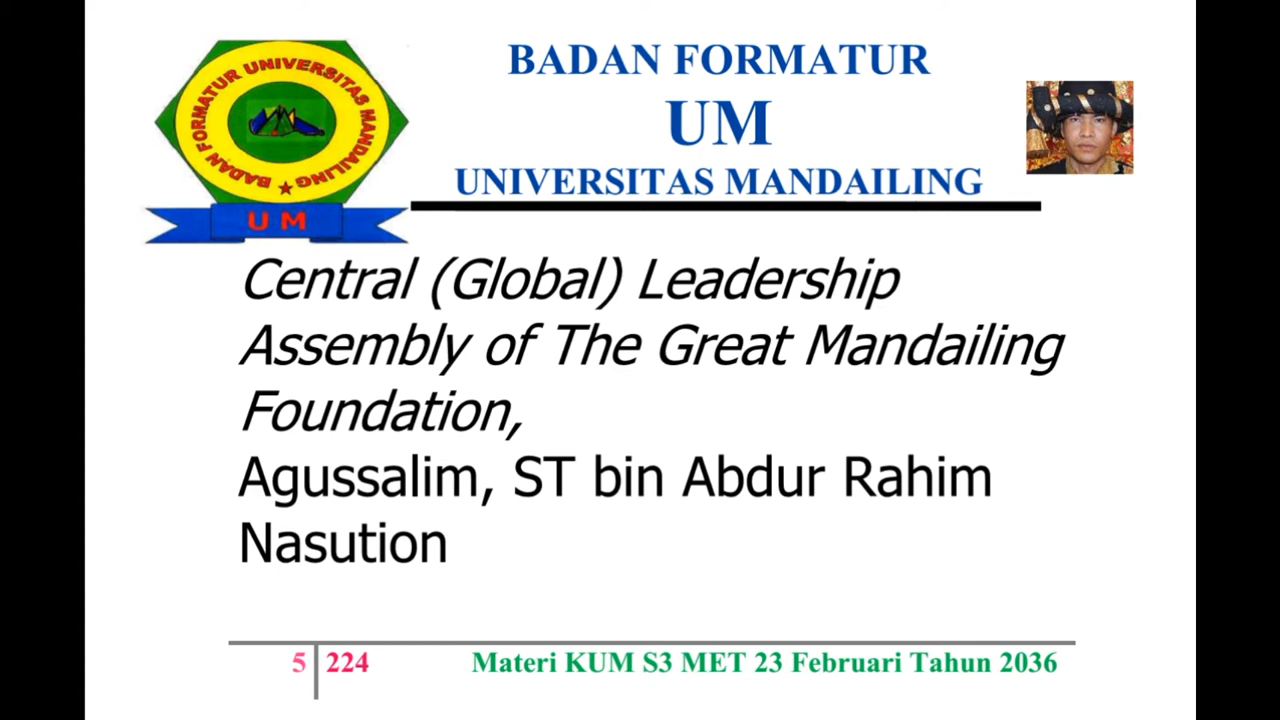 BADAN FORMATUR UNIVERSITAS MANDAILING
UM
BADAN FORMATUR
UM
UNIVERSITAS MANDAILING
Central (Global) Leadership
Assembly of The Great Mandailing
Foundation,
Agussalim, ST bin Abdur Rahim
Nasution
5 224 Materi KUM S3 MET 23 Februari Tahun 2036